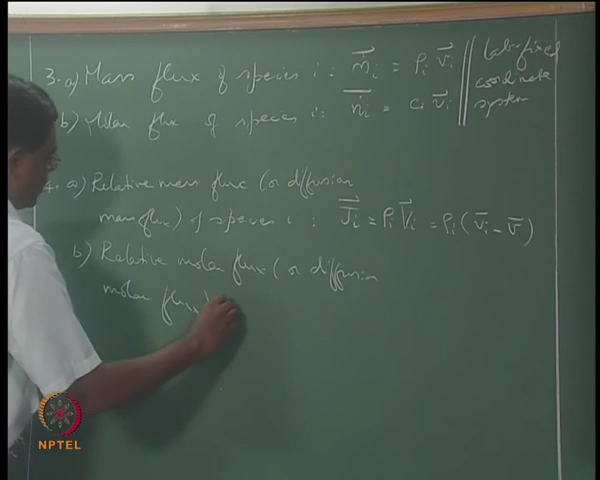 3. a) Mass flux of species i: ṁ⃗ᵢ = ρᵢ v⃗ᵢ || Lab-fixed
b) Molar flux of species i: ṅ⃗ᵢ = cᵢ v⃗ᵢ || coordinate
system
4. a) Relative mass flux (or diffusion
mass flux) of species i: J⃗ᵢ = ρᵢ V⃗ᵢ = ρᵢ (v̄ᵢ - v̄)
b) Relative molar flux (or diffusion
molar flux)
NPTEL